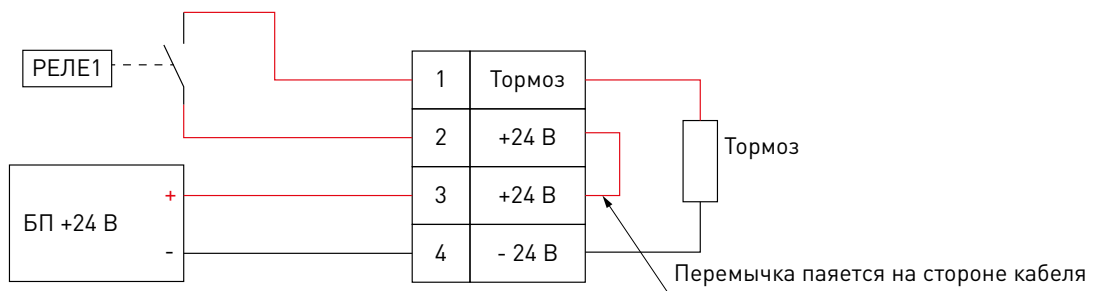 РЕЛЕ1
1 Тормоз
2 +24 В
Тормоз
+
3 +24 В
БП +24 В
-
4 - 24 В
Перемычка паяется на стороне кабеля